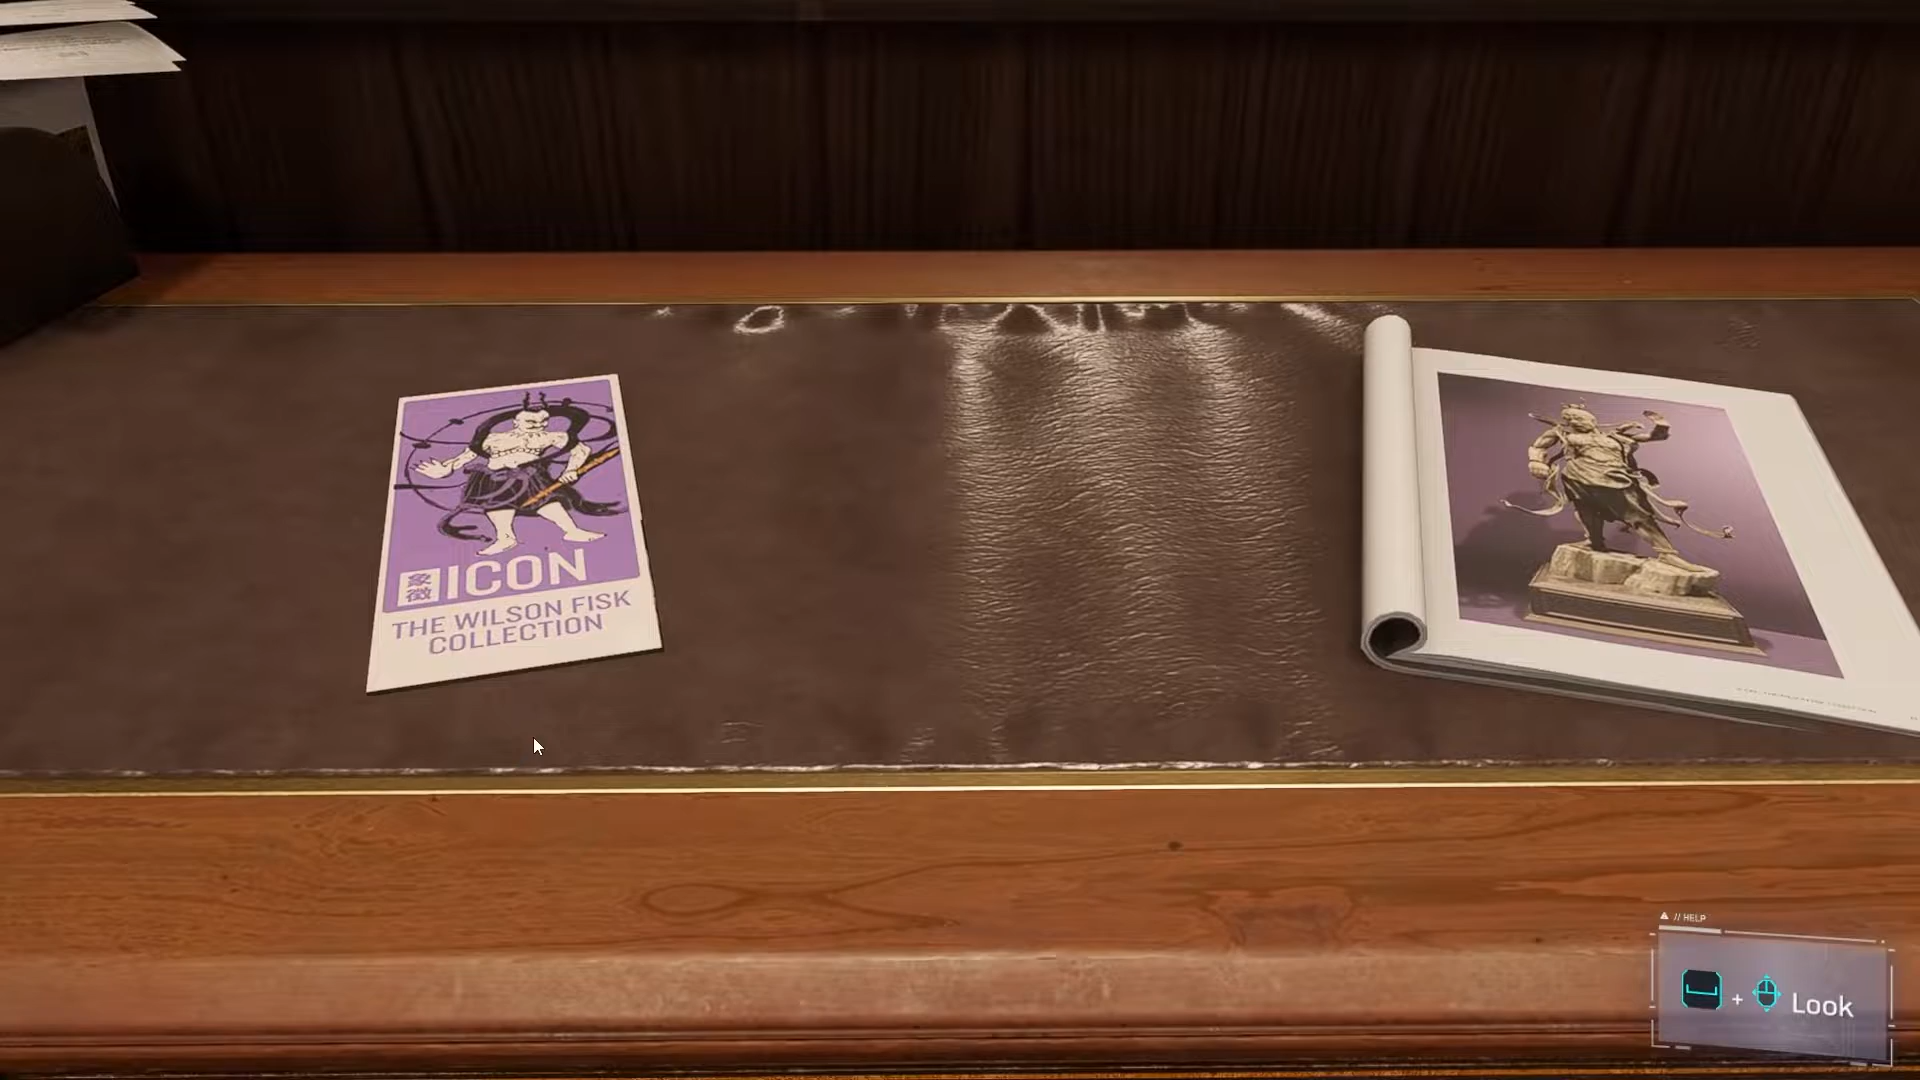 象徴
ICON
THE WILSON FISK
COLLECTION
// HELP
+
Look